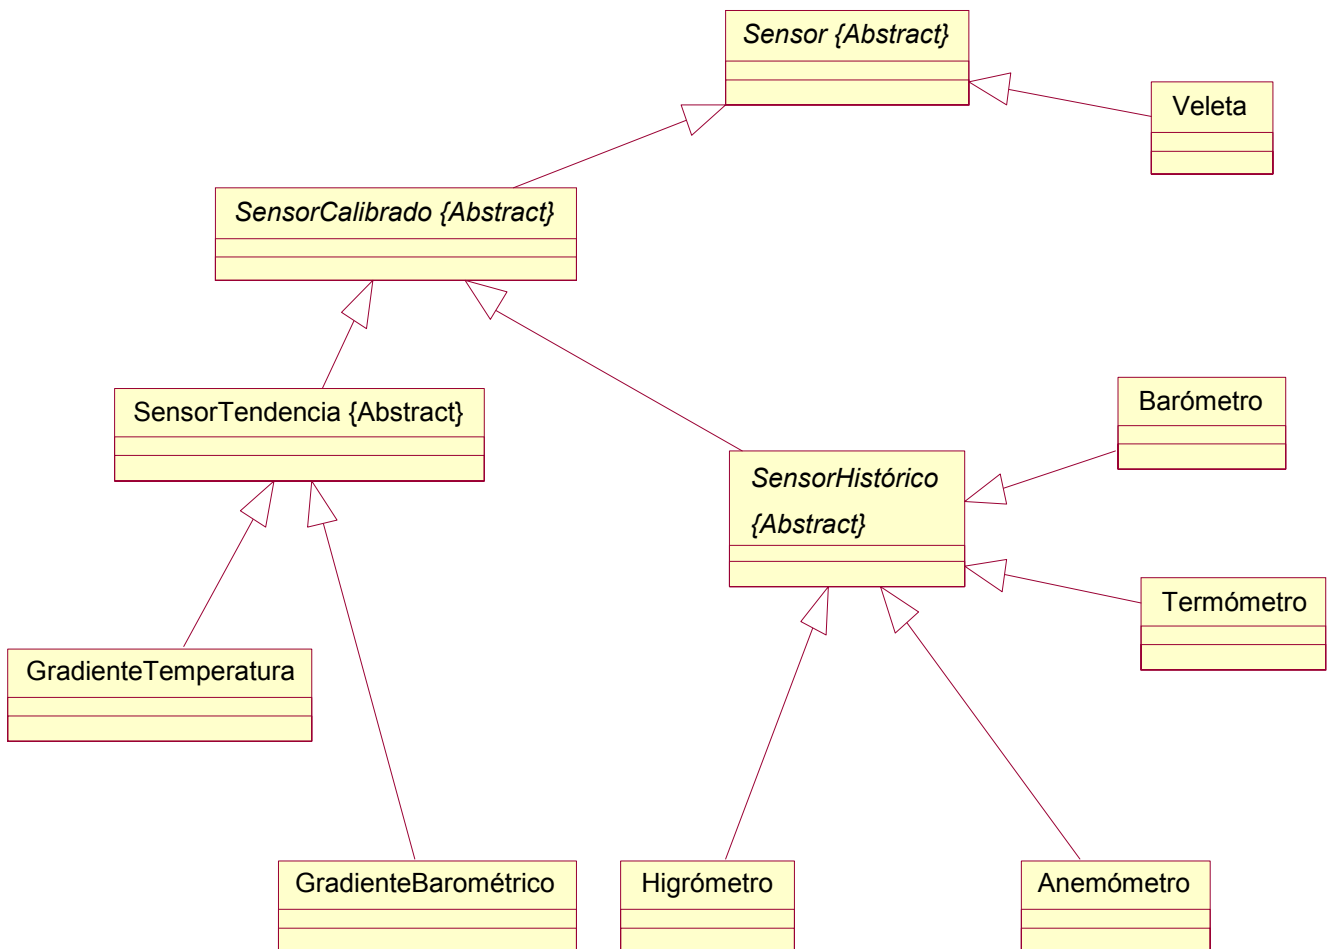 Sensor {Abstract}
Veleta
SensorCalibrado {Abstract}
SensorTendencia {Abstract}
Barómetro
SensorHistórico
{Abstract}
Termómetro
GradienteTemperatura
GradienteBarométrico
Higrómetro
Anemómetro